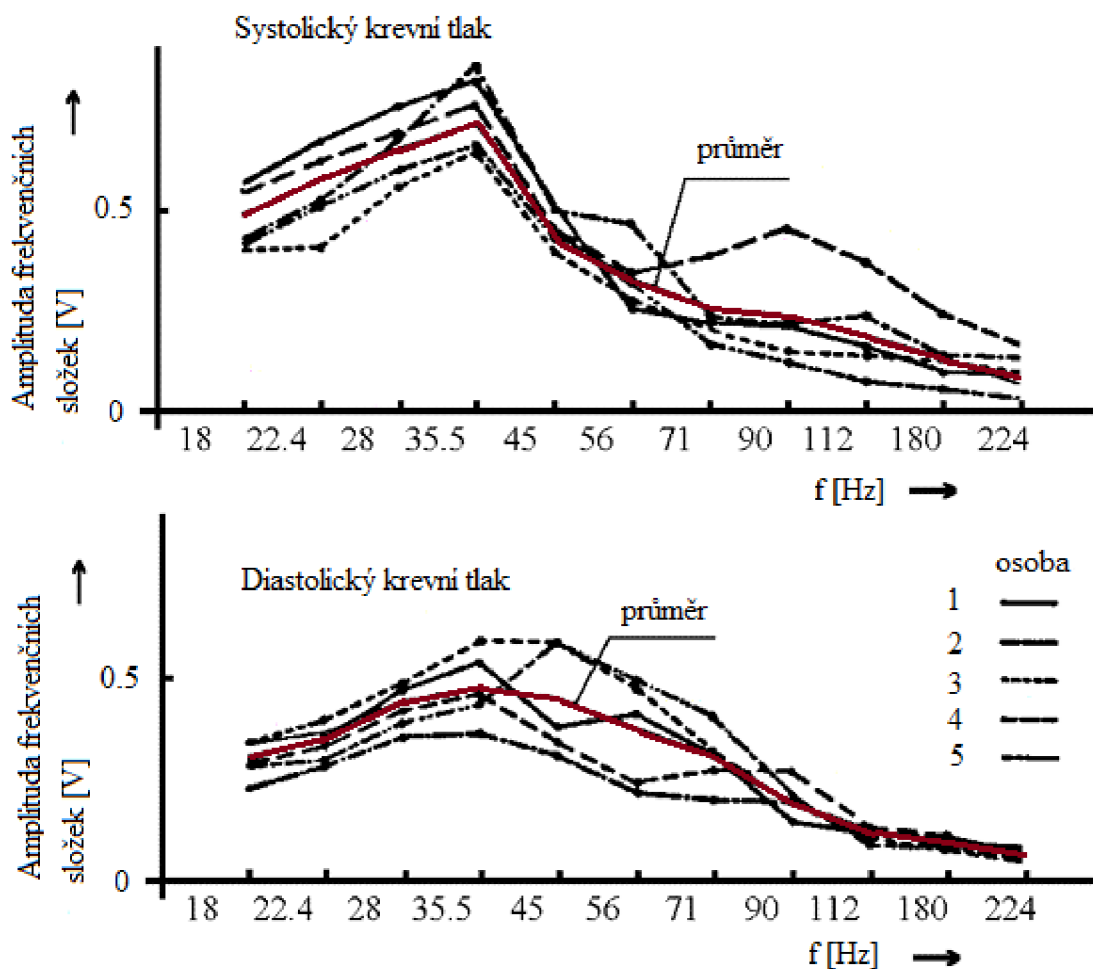 Systolický krevní tlak
Amplituda frekvenčních
složek [V]
průměr
0.5
0
18 22.4 28 35.5 45 56 71 90 112 180 224
f [Hz]
Diastolický krevní tlak
Amplituda frekvenčních
složek [V]
průměr
osoba
1
2
3
4
5
0.5
0
18 22.4 28 35.5 45 56 71 90 112 180 224
f [Hz]